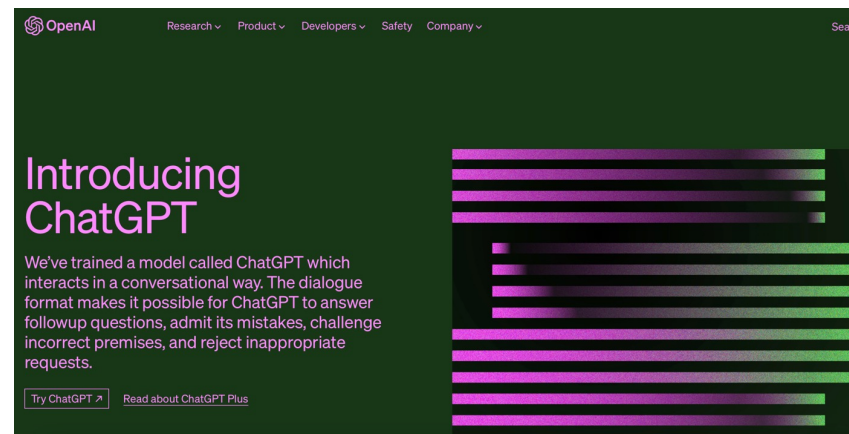 OpenAI
Research Product Developers Safety Company
Introducing
ChatGPT
We've trained a model called ChatGPT which
interacts in a conversational way. The dialogue
format makes it possible for ChatGPT to answer
followup questions, admit its mistakes, challenge
incorrect premises, and reject inappropriate
requests.
Try ChatGPT ↗ Read about ChatGPT Plus